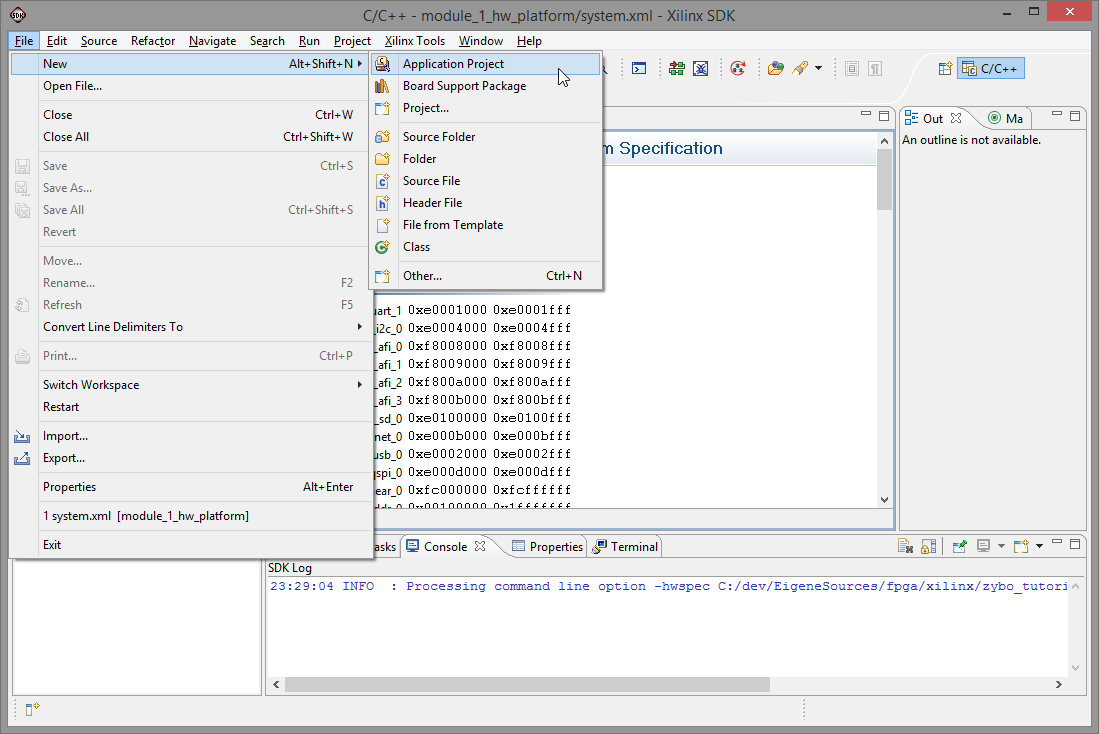 C/C++ - module_1_hw_platform/system.xml - Xilinx SDK
File Edit Source Refactor Navigate Search Run Project Xilinx Tools Window Help
New Alt+Shift+N
Open File...
Close Ctrl+W
Close All Ctrl+Shift+W
Save Ctrl+S
Save As...
Save All Ctrl+Shift+S
Revert
Move...
Rename... F2
Refresh F5
Convert Line Delimiters To
Print... Ctrl+P
Switch Workspace
Restart
Import...
Export...
Properties Alt+Enter
1 system.xml [module_1_hw_platform]
Exit
Application Project
Board Support Package
Project...
Source Folder
Folder
Source File
Header File
File from Template
Class
Other... Ctrl+N
C/C++
m Specification
uart_1 0xe0001000 0xe0001fff
_i2c_0 0xe0004000 0xe0004fff
_afi_0 0xf8008000 0xf8008fff
_afi_1 0xf8009000 0xf8009fff
_afi_2 0xf800a000 0xf800afff
_afi_3 0xf800b000 0xf800bfff
_sd_0 0xe0100000 0xe0100fff
net_0 0xe000b000 0xe000bfff
usb_0 0xe0002000 0xe0002fff
qspi_0 0xe000d000 0xe000dfff
ear_0 0xfc000000 0xfcffffff
0x00100000 0x1fffffff
Out Ma
An outline is not available.
asks Console Properties Terminal
SDK Log
23:29:04 INFO : Processing command line option -hwspec C:/dev/EigeneSources/fpga/xilinx/zybo_tutori